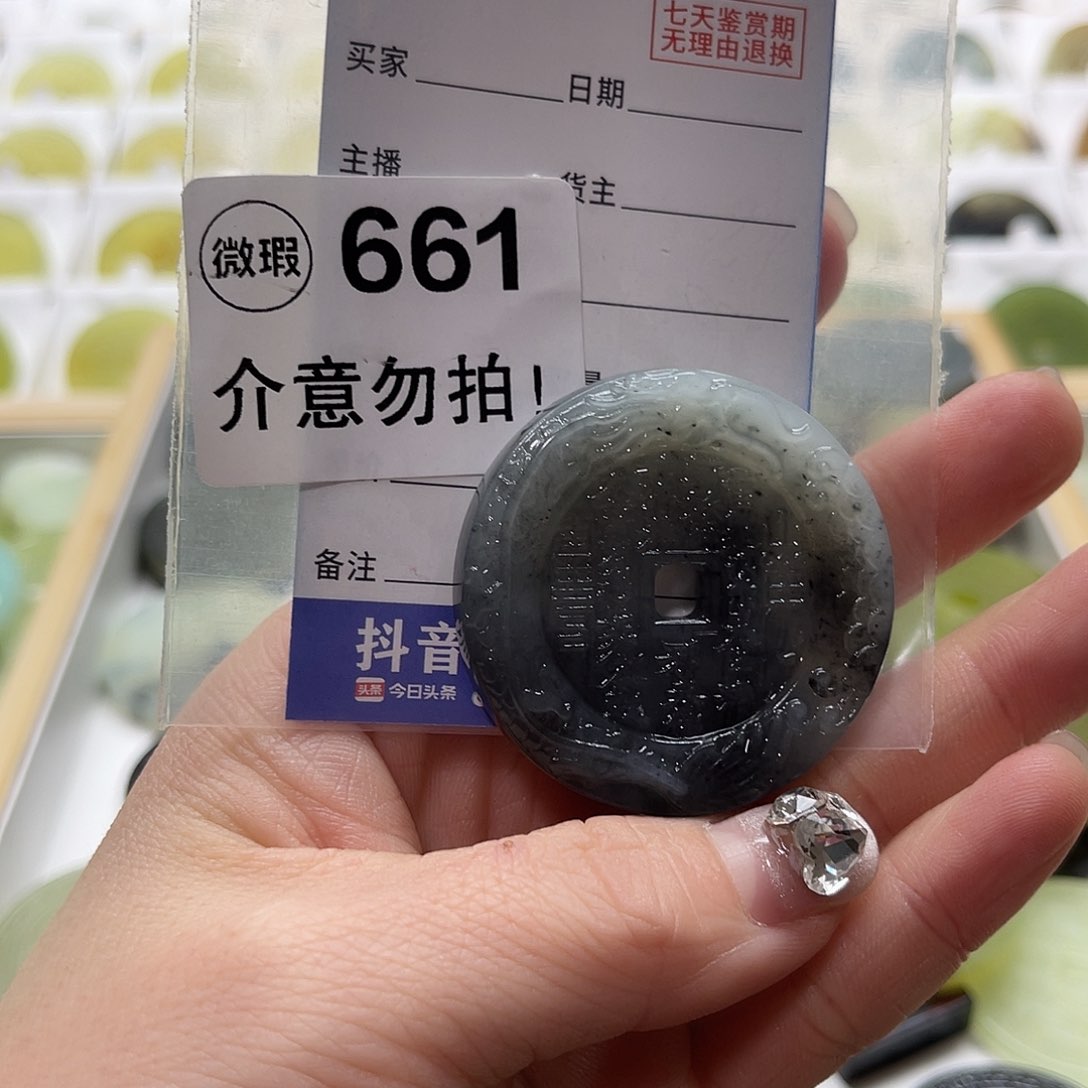 七天鉴赏期
无理由退换
买家
日期
主播
货主
微瑕
661
介意勿拍!
备注
抖音
头条 今日头条